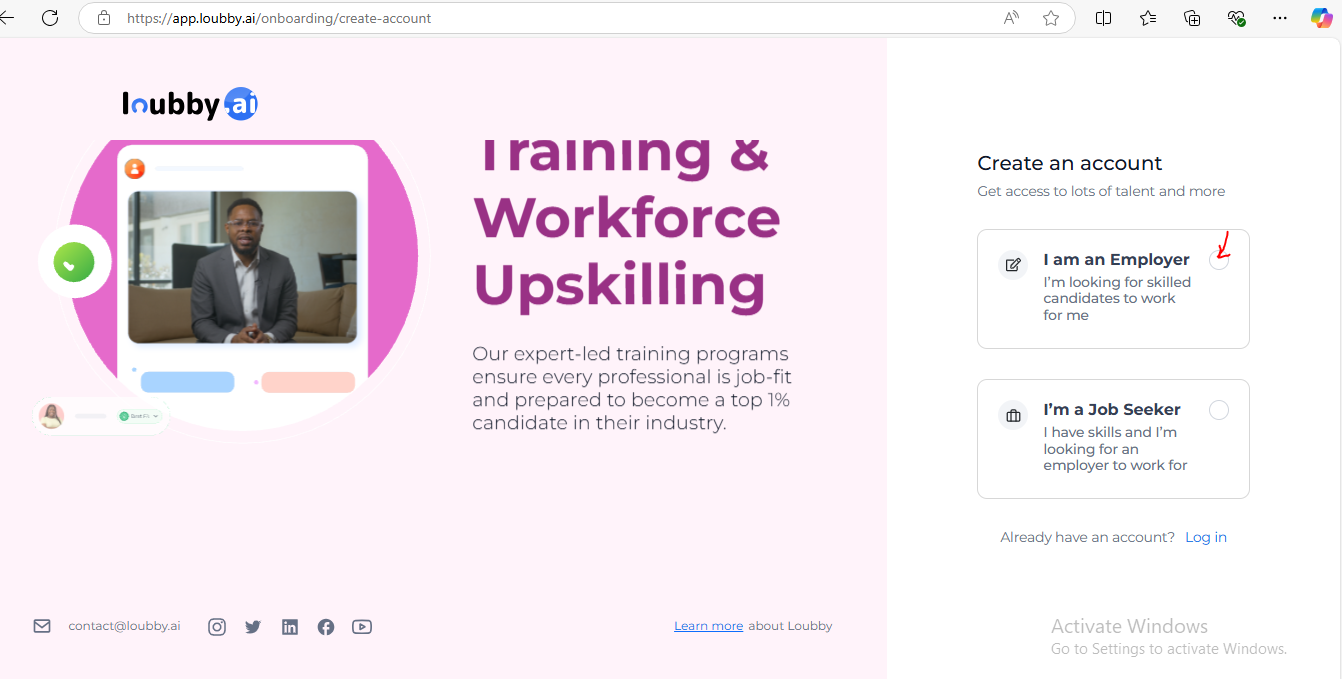 https://app.loubby.ai/onboarding/create-account
loubby.ai
Training &
Workforce
Upskilling
Our expert-led training programs
ensure every professional is job-fit
and prepared to become a top 1%
candidate in their industry.
contact@loubby.ai
Learn more about Loubby
Create an account
Get access to lots of talent and more
I am an Employer
I’m looking for skilled
candidates to work
for me
I’m a Job Seeker
I have skills and I’m
looking for an
employer to work for
Already have an account? Log in
Activate Windows
Go to Settings to activate Windows.